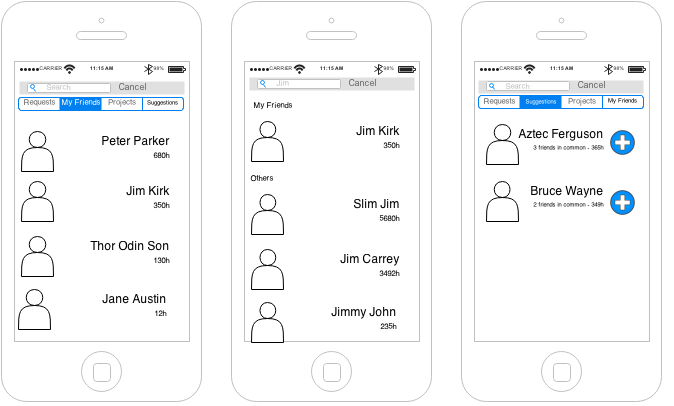 CARRIER 11:15 AM 98%
Search Cancel
Requests My Friends Projects Suggestions
Peter Parker
680h
Jim Kirk
350h
Thor Odin Son
130h
Jane Austin
12h
CARRIER 11:15 AM 98%
Jim Cancel
My Friends
Jim Kirk
350h
Others
Slim Jim
5680h
Jim Carrey
3492h
Jimmy John
235h
CARRIER 11:15 AM 98%
Search Cancel
Requests Suggestions Projects My Friends
Aztec Ferguson
3 friends in common - 365h
Bruce Wayne
2 friends in common - 349h